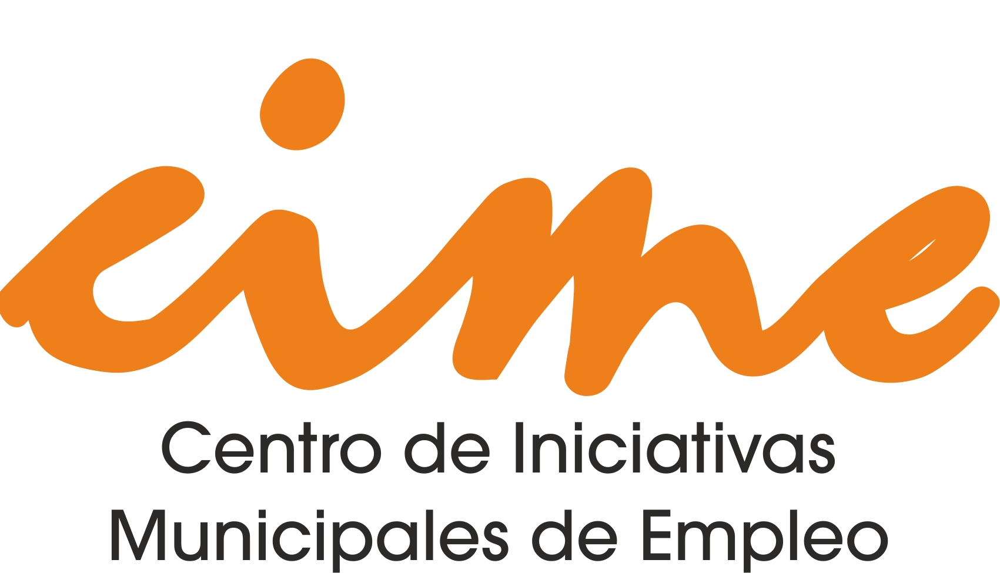 cime
Centro de Iniciativas
Municipales de Empleo